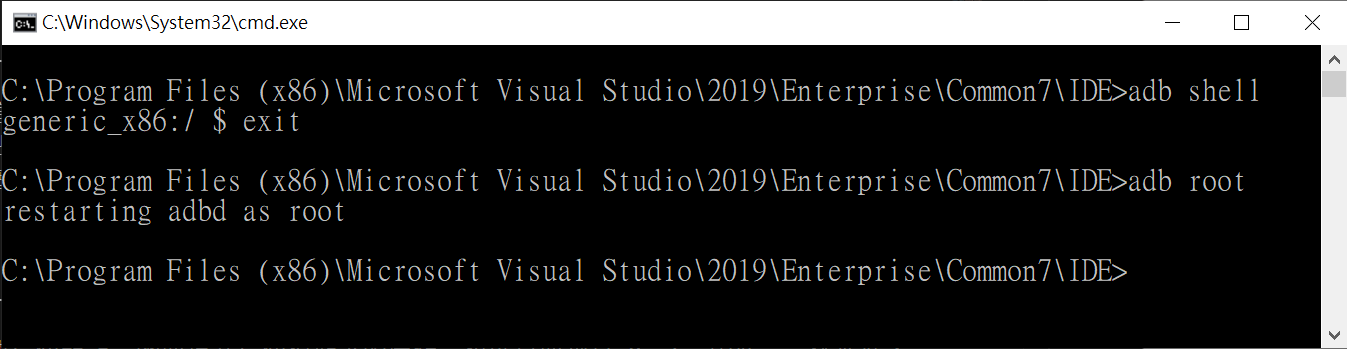 C:\Windows\System32\cmd.exe
C:\Program Files (x86)\Microsoft Visual Studio\2019\Enterprise\Common7\IDE>adb shell
generic_x86:/ $ exit
C:\Program Files (x86)\Microsoft Visual Studio\2019\Enterprise\Common7\IDE>adb root
restarting adbd as root
C:\Program Files (x86)\Microsoft Visual Studio\2019\Enterprise\Common7\IDE>